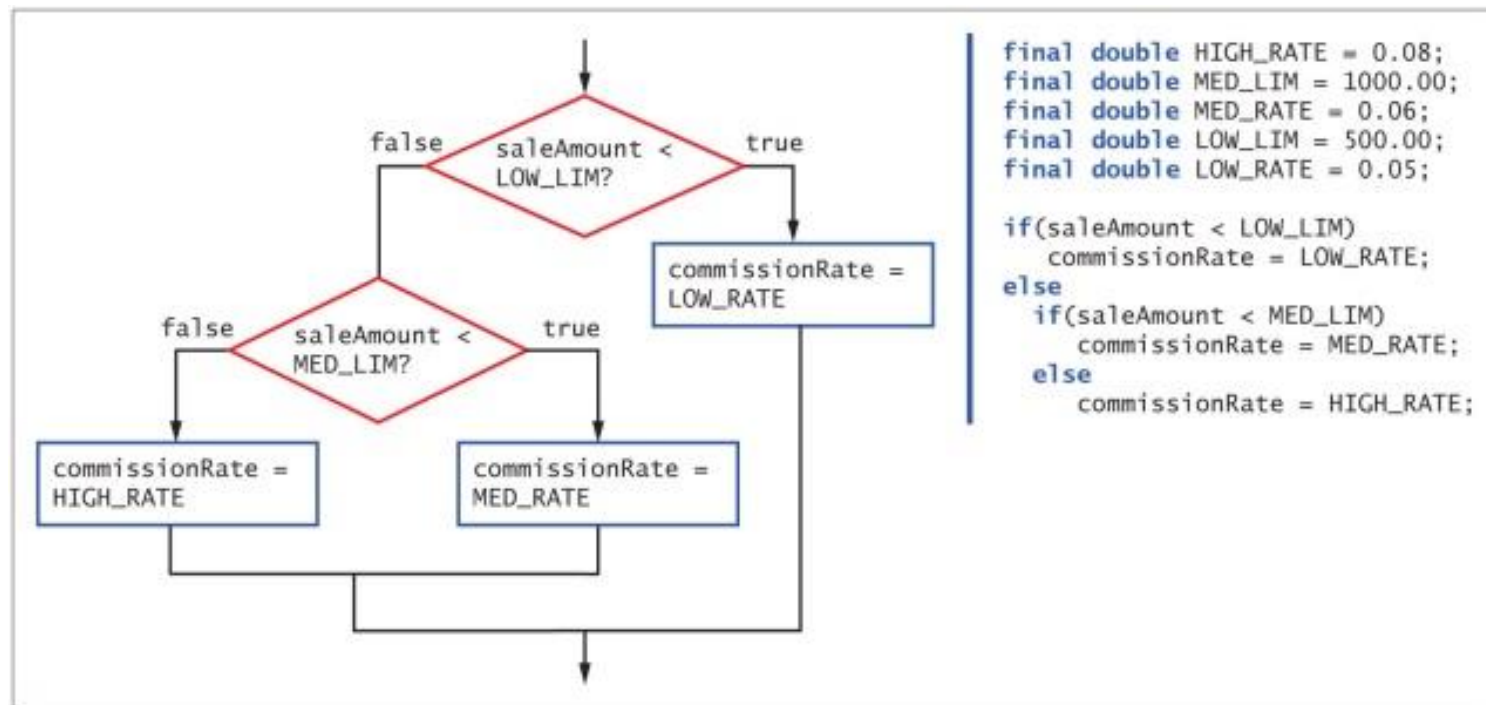 false
saleAmount <
LOW_LIM?
true
commissionRate =
LOW_RATE
false
saleAmount <
MED_LIM?
true
commissionRate =
HIGH_RATE
commissionRate =
MED_RATE
final double HIGH_RATE = 0.08;
final double MED_LIM = 1000.00;
final double MED_RATE = 0.06;
final double LOW_LIM = 500.00;
final double LOW_RATE = 0.05;
if(saleAmount < LOW_LIM)
commissionRate = LOW_RATE;
else
if(saleAmount < MED_LIM)
commissionRate = MED_RATE;
else
commissionRate = HIGH_RATE;